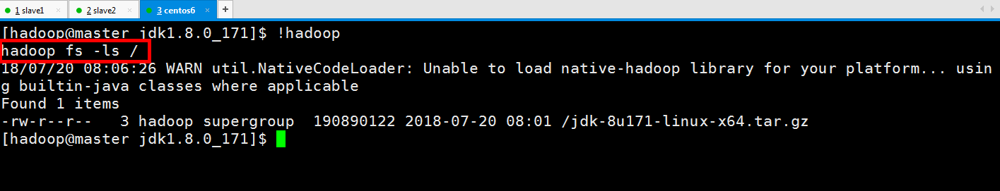 1 slave1 × 2 slave2 × 3 centos6 × +
[hadoop@master jdk1.8.0_171]$ !hadoop
hadoop fs -ls /
18/07/20 08:06:26 WARN util.NativeCodeLoader: Unable to load native-hadoop library for your platform... usin
g builtin-java classes where applicable
Found 1 items
-rw-r--r--   3 hadoop supergroup  190890122 2018-07-20 08:01 /jdk-8u171-linux-x64.tar.gz
[hadoop@master jdk1.8.0_171]$